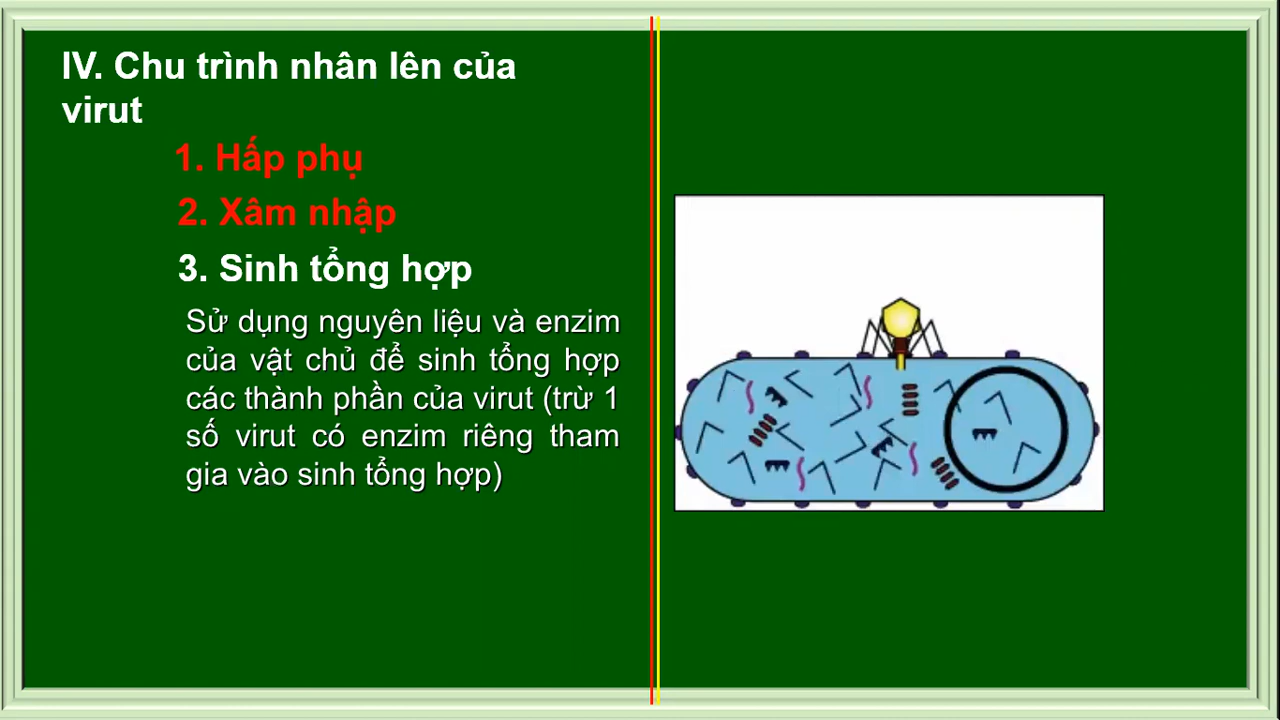 IV. Chu trình nhân lên của
virut
1. Hấp phụ
2. Xâm nhập
3. Sinh tổng hợp
Sử dụng nguyên liệu và enzim
của vật chủ để sinh tổng hợp
các thành phần của virut (trừ 1
số virut có enzim riêng tham
gia vào sinh tổng hợp)